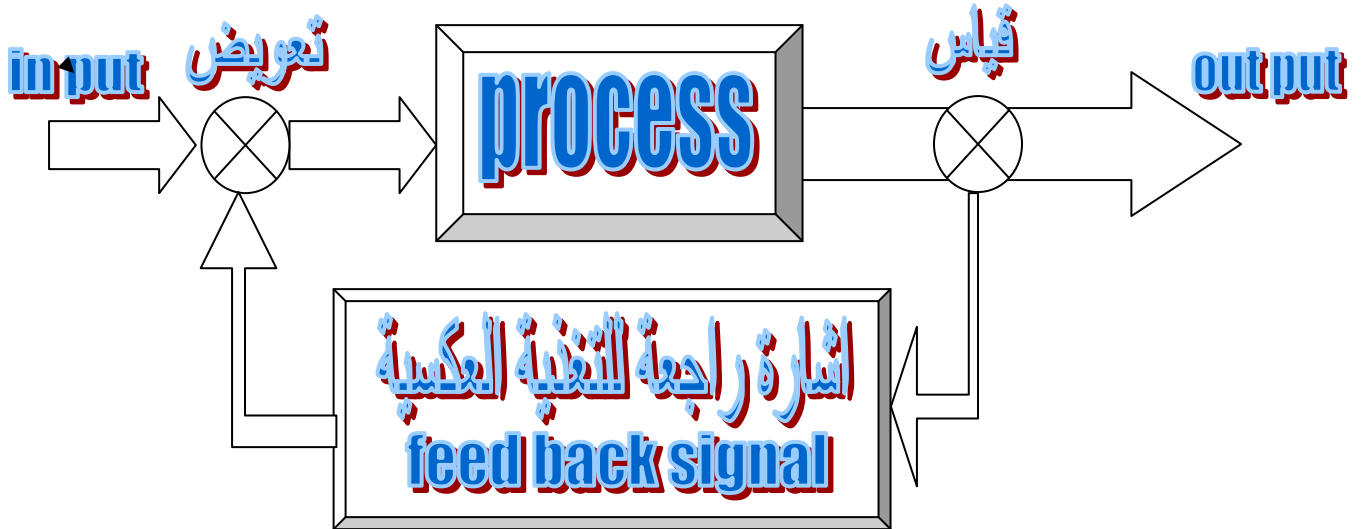 in put
تعويض
process
قياس
out put
اشارة راجعة للتغذية العكسية
feed back signal